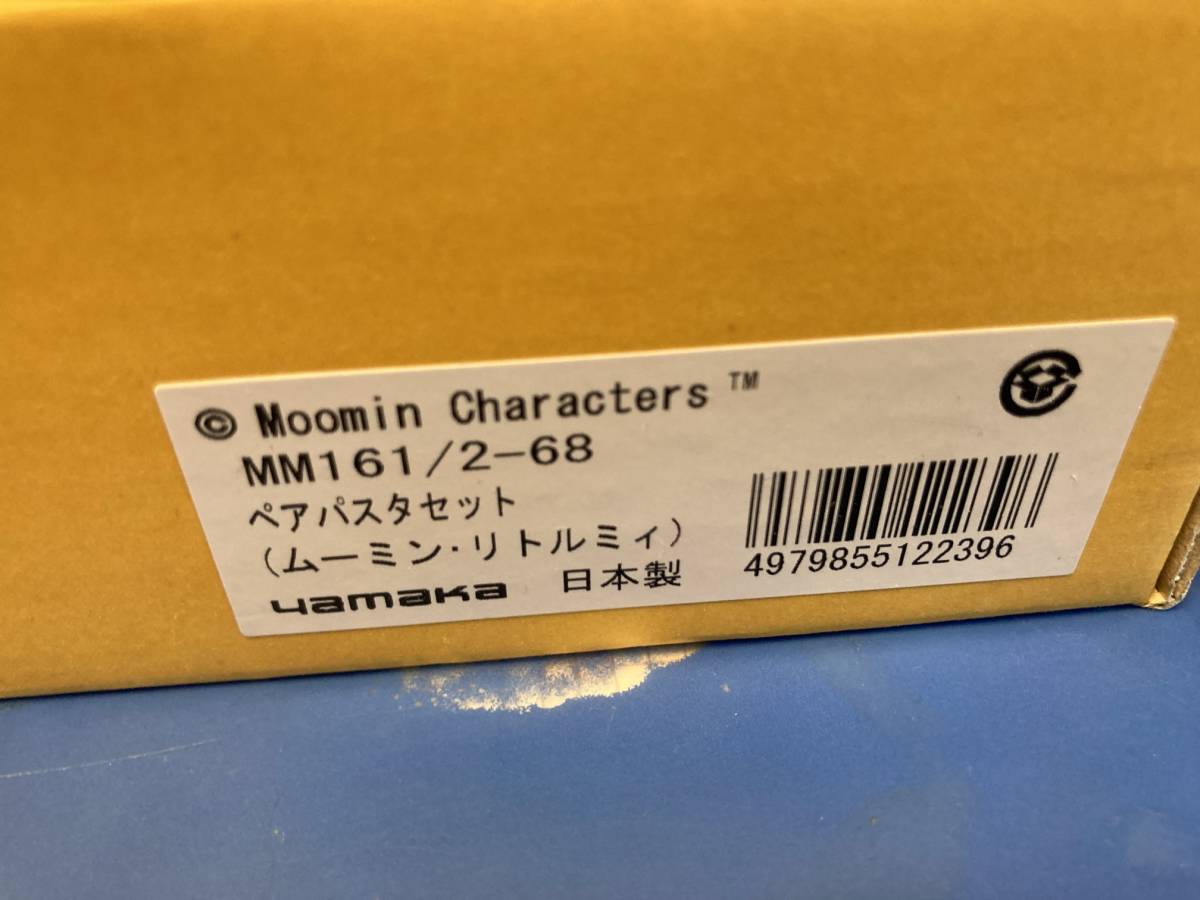 © Moomin Characters ™
MM161/2-68
ペアパスタセット
(ムーミン・リトルミィ)
yamaka 日本製
4979855122396